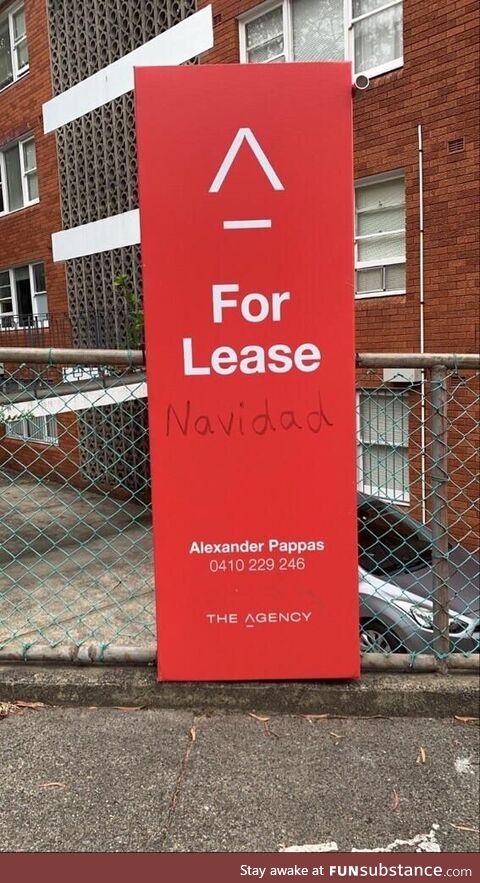 For
Lease
Navidad
Alexander Pappas
0410 229 246
THE AGENCY
Stay awake at FUNsubstance.com